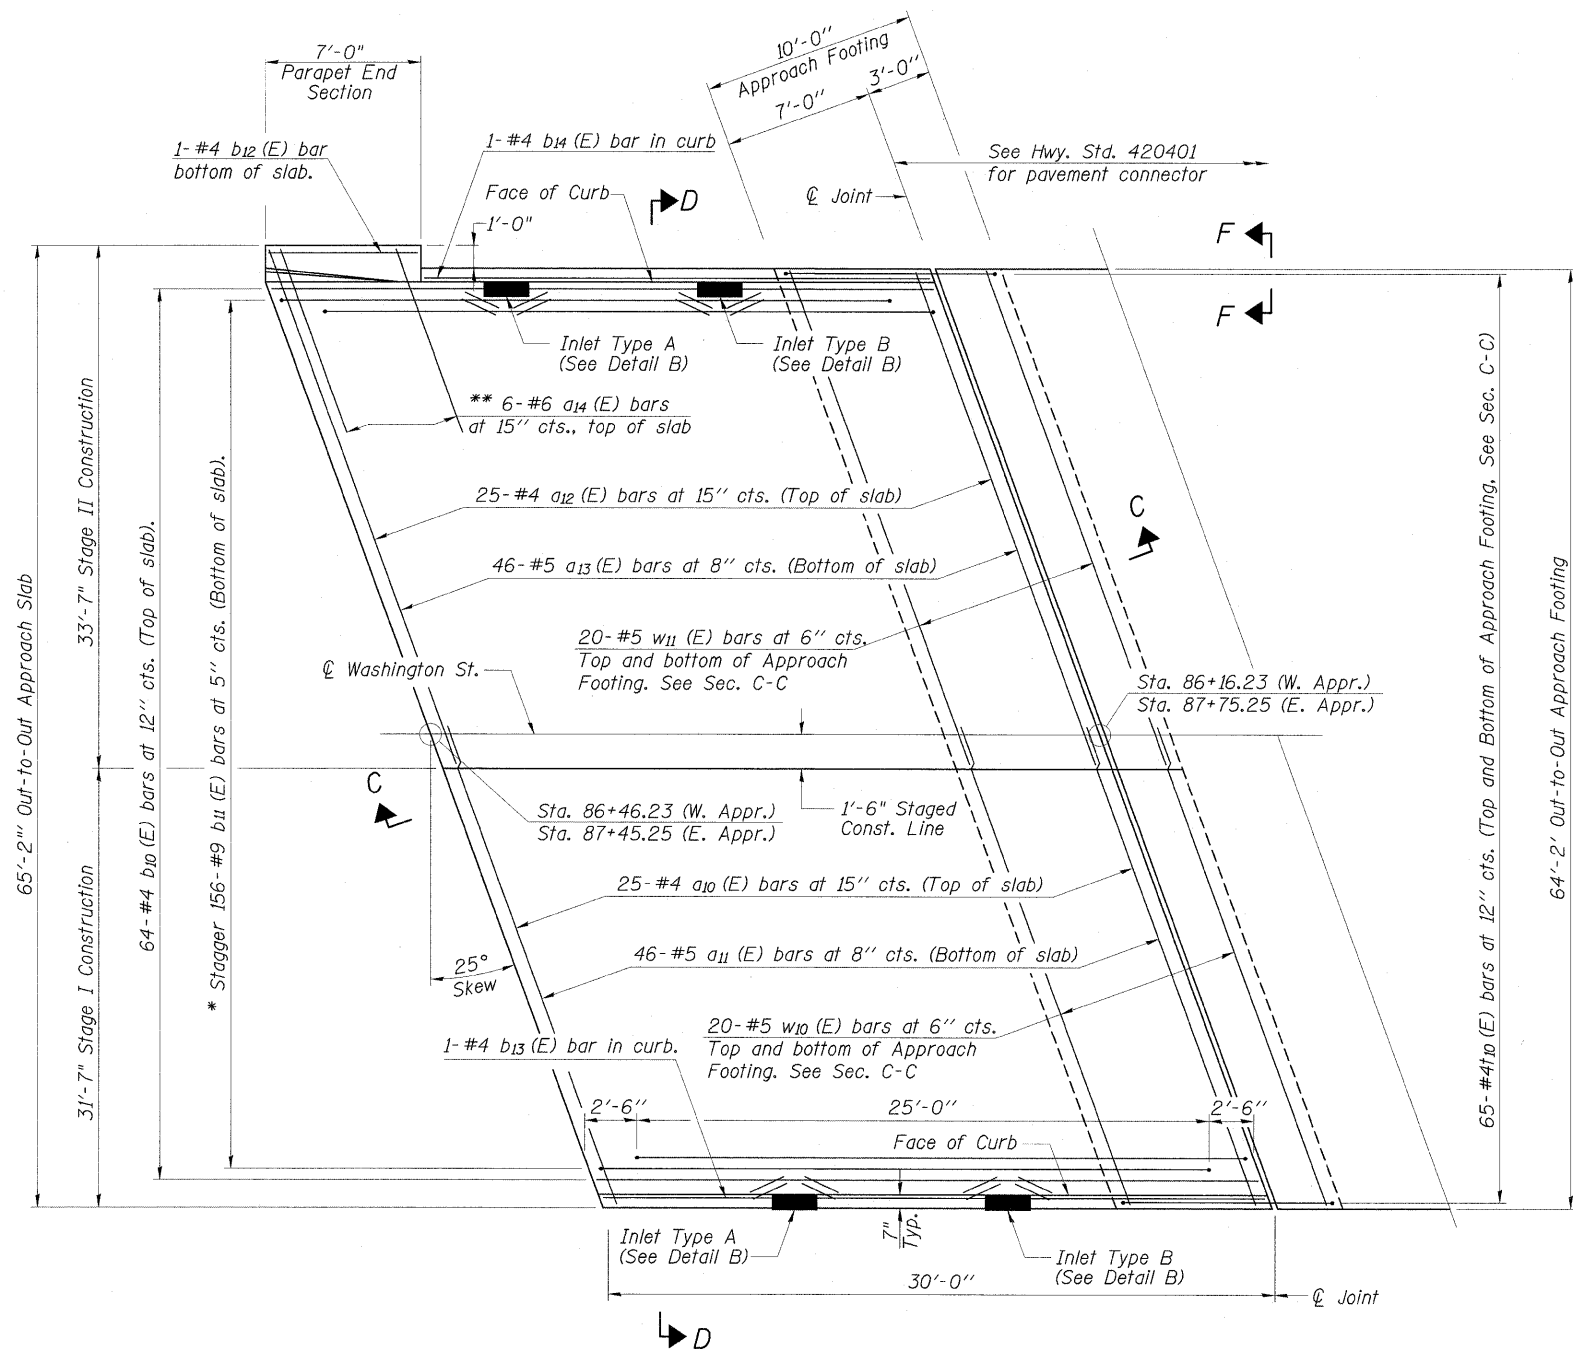 10'-0"
Approach Footing
3'-0"
7'-0"
7'-0"
Parapet End
Section
1-#4 b12 (E) bar
bottom of slab.
1-#4 b14 (E) bar in curb
Face of Curb
1'-0"
D
℄ Joint
See Hwy. Std. 420401
for pavement connector
F
F
Inlet Type A
(See Detail B)
Inlet Type B
(See Detail B)
** 6-#6 a14 (E) bars
at 15" cts., top of slab
25-#4 a12 (E) bars at 15" cts. (Top of slab)
46-#5 a13 (E) bars at 8" cts. (Bottom of slab)
C
20-#5 w11 (E) bars at 6" cts.
Top and bottom of Approach
Footing. See Sec. C-C
℄ Washington St.
Sta. 86+16.23 (W. Appr.)
Sta. 87+75.25 (E. Appr.)
C
Sta. 86+46.23 (W. Appr.)
Sta. 87+45.25 (E. Appr.)
1'-6" Staged
Const. Line
25-#4 a10 (E) bars at 15" cts. (Top of slab)
46-#5 a11 (E) bars at 8" cts. (Bottom of slab)
25°
Skew
20-#5 w10 (E) bars at 6" cts.
Top and bottom of Approach
Footing. See Sec. C-C
1-#4 b13 (E) bar in curb.
2'-6"
25'-0"
2'-6"
Face of Curb
7"
Typ.
Inlet Type A
(See Detail B)
Inlet Type B
(See Detail B)
30'-0"
℄ Joint
D
65'-2"' Out-to-Out Approach Slab
33'-7" Stage II Construction
31'-7" Stage I Construction
64-#4 b10 (E) bars at 12" cts. (Top of slab).
* Stagger 156-#9 b11 (E) bars at 5" cts. (Bottom of slab).
65-#4t10 (E) bars at 12" cts. (Top and Bottom of Approach Footing, See Sec. C-C)
64'-2' Out-to-Out Approach Footing